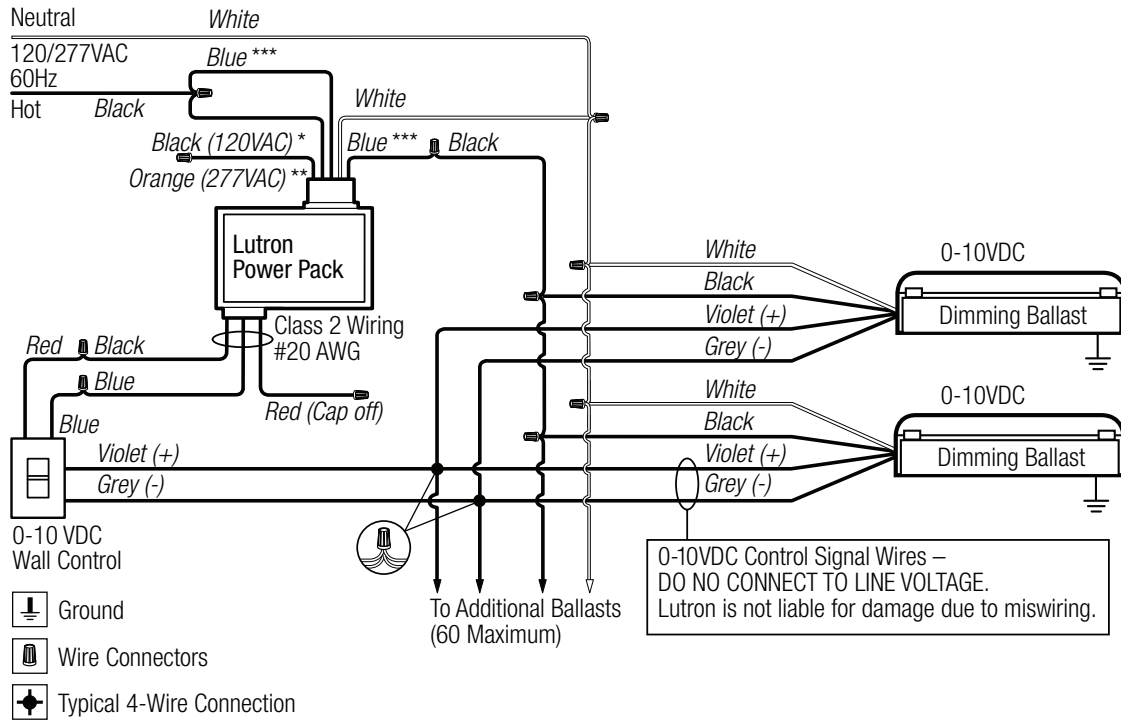 Neutral
White
120/277VAC
60Hz
Blue ***
Hot
Black
White
Black (120VAC) *
Blue ***
Black
Orange (277VAC) **
Lutron
Power Pack
White
0-10VDC
Black
Dimming Ballast
Violet (+)
Grey (-)
Class 2 Wiring
#20 AWG
Red
Black
Blue
Red (Cap off)
Blue
White
0-10VDC
Black
Dimming Ballast
Violet (+)
Grey (-)
Violet (+)
Grey (-)
0-10 VDC
Wall Control
0-10VDC Control Signal Wires –
DO NO CONNECT TO LINE VOLTAGE.
Lutron is not liable for damage due to miswiring.
To Additional Ballasts
(60 Maximum)
Ground
Wire Connectors
Typical 4-Wire Connection